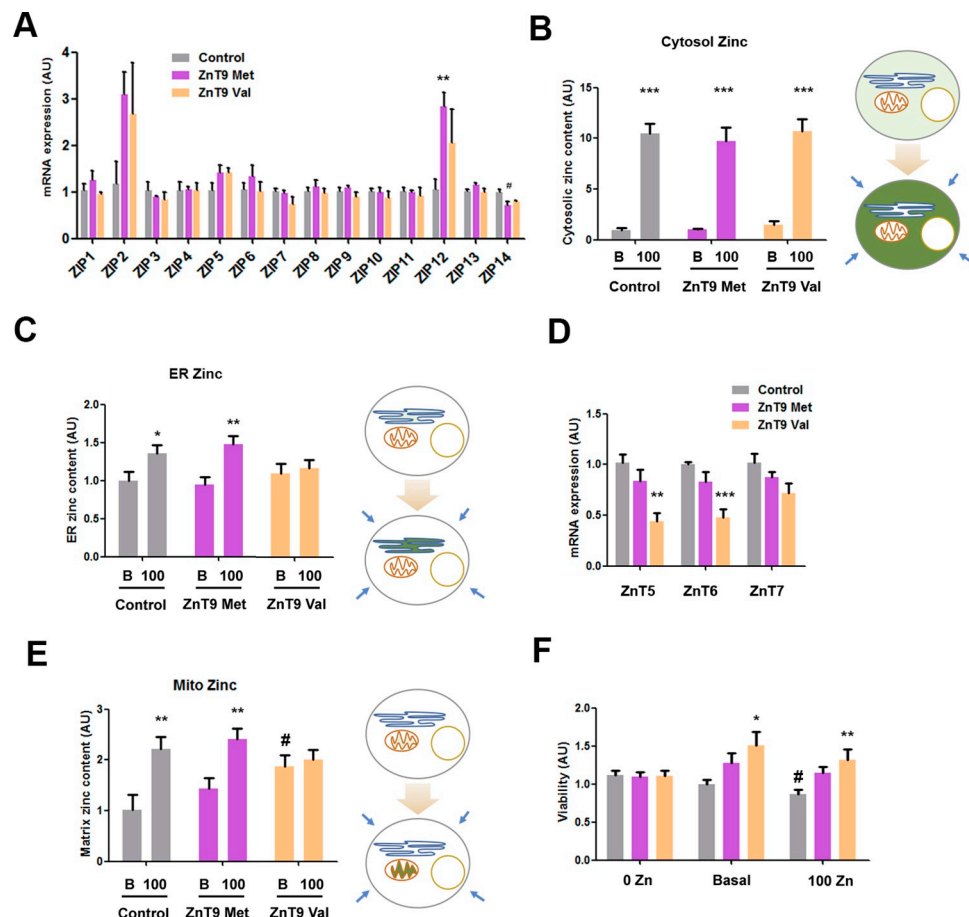 A
mRNA expression (AU)
4
3
2
1
0
Control
ZnT9 Met
ZnT9 Val
**
#
ZIP1
ZIP2
ZIP3
ZIP4
ZIP5
ZIP6
ZIP7
ZIP8
ZIP9
ZIP10
ZIP11
ZIP12
ZIP13
ZIP14
B
Cytosol Zinc
Cytosolic zinc content (AU)
15
10
5
0
*** *** ***
B 100 B 100 B 100
Control ZnT9 Met ZnT9 Val
C
ER Zinc
ER zinc content (AU)
2.0
1.5
1.0
0.5
0.0
* **
B 100 B 100 B 100
Control ZnT9 Met ZnT9 Val
D
Control
ZnT9 Met
ZnT9 Val
mRNA expression (AU)
1.5
1.0
0.5
0.0
** ***
ZnT5 ZnT6 ZnT7
E
Mito Zinc
Matrix zinc content (AU)
3
2
1
0
** ** #
B 100 B 100 B 100
Control ZnT9 Met ZnT9 Val
F
Viability (AU)
2.0
1.5
1.0
0.5
0.0
* # **
0 Zn Basal 100 Zn